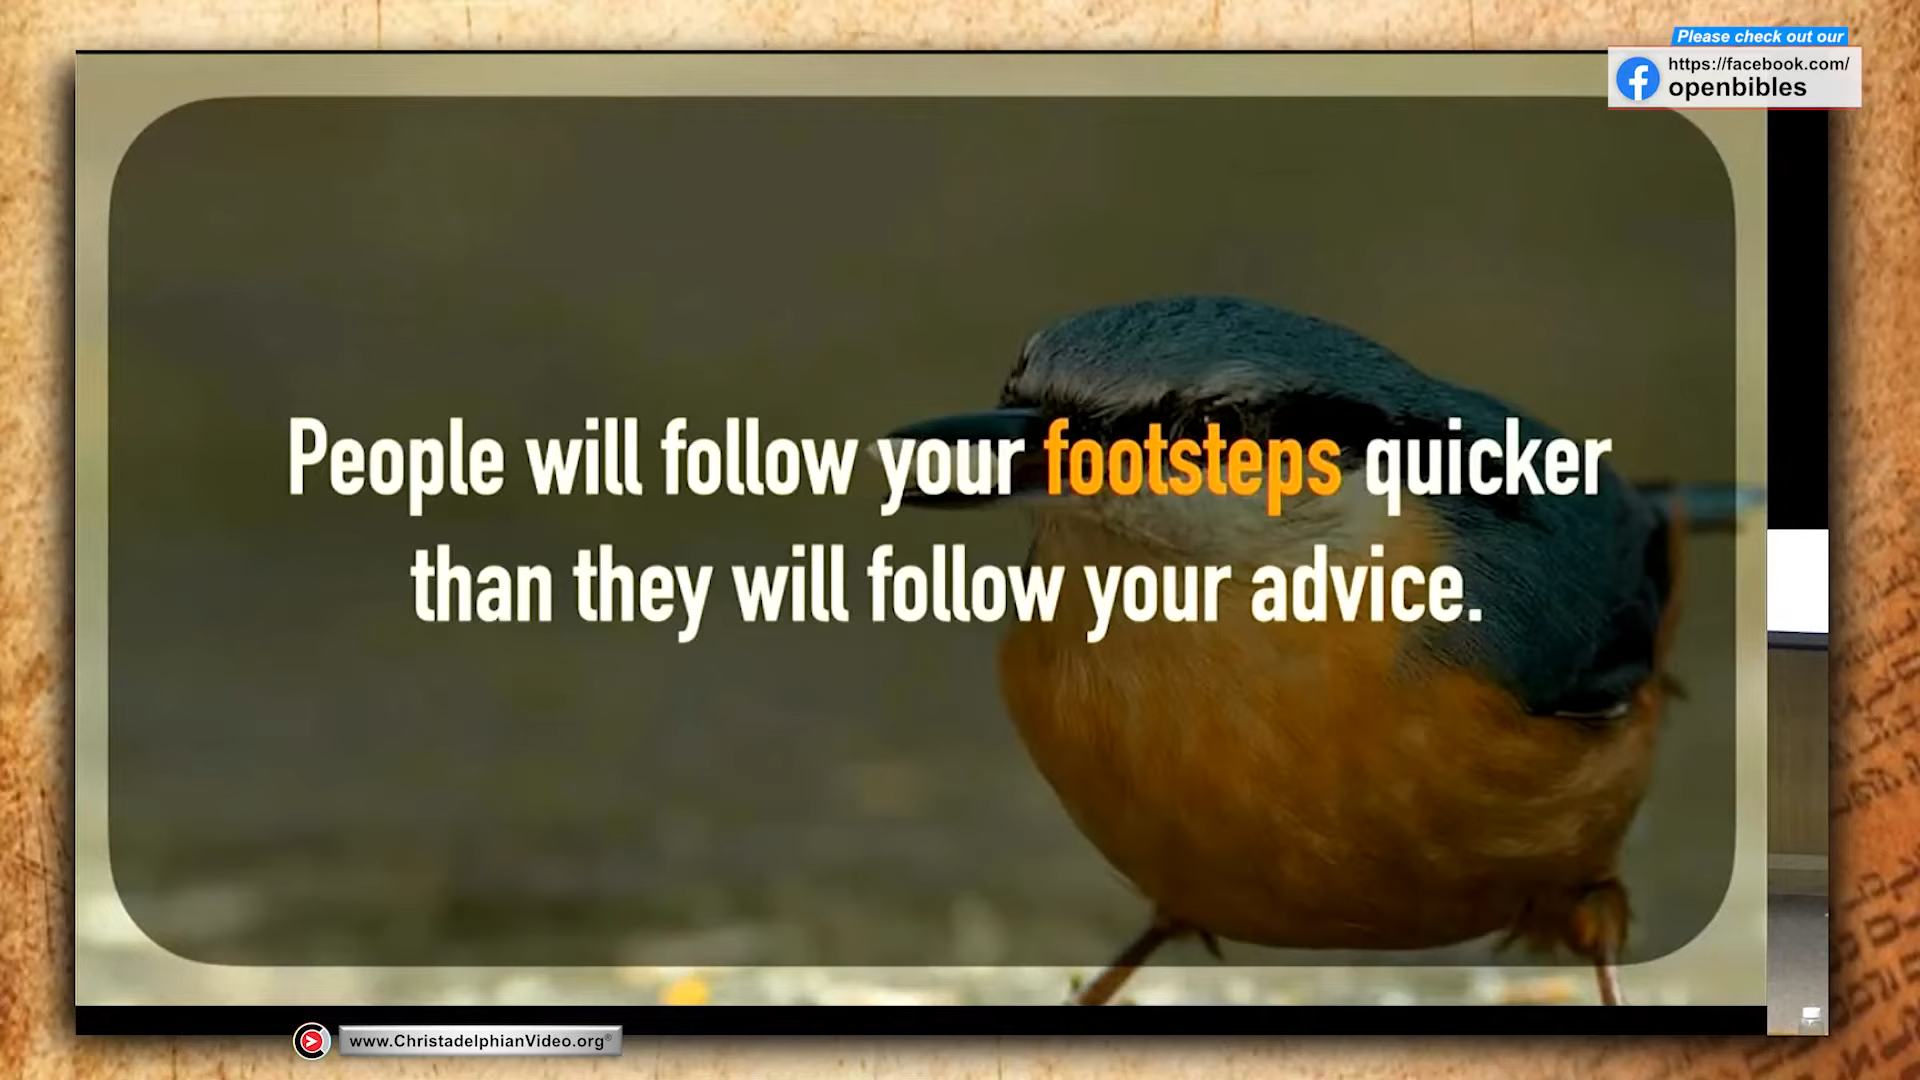 Please check out our
https://facebook.com/
openbibles
People will follow your footsteps quicker
than they will follow your advice.
www.ChristadelphianVideo.org®